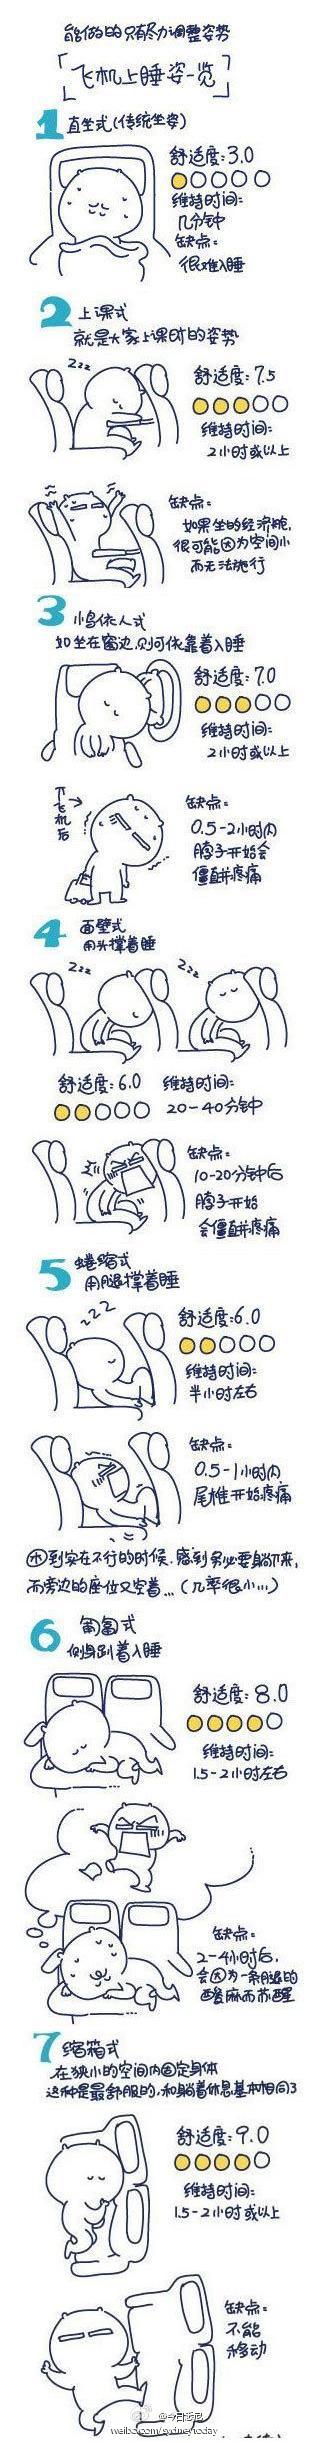 能做的只有尽力调整姿势
「飞机上睡姿一览」
1 直坐式(传统坐姿)
舒适度:3.0
维持时间:
几分钟
缺点:
很难入睡
2 上课式
就是大家上课时的姿势
zzz
舒适度:7.5
维持时间:
2小时或以上
缺点:
如果坐的经济舱,
很可能因为空间小
而无法施行
3 小鸟依人式
如坐在窗边,则可依靠着入睡
舒适度:7.0
维持时间:
2小时或以上
下飞机后
缺点:
0.5-2小时内
脖子开始会
僵直并疼痛
4 面壁式
用头撑着睡
zzz
zzz
舒适度:6.0 维持时间:
20-40分钟
缺点:
10-20分钟后
脖子开始
会僵直并疼痛
5 蜷缩式
用腿撑着睡
zzz
舒适度:6.0
维持时间:
半小时左右
缺点:
0.5-1小时内
尾椎开始疼痛
困到实在不行的时候,感到务必要躺下来,
而旁边的座位又空着...(几率很小...)
6 匍匐式
侧身趴着入睡
舒适度:8.0
维持时间:
1.5-2小时左右
缺点:
2-4小时后,
会因为一条腿的
酸麻而苏醒
7 缩箱式
在狭小的空间内固定身体
这种是最舒服的,和躺着休息基本相同了
舒适度:9.0
维持时间:
1.5-2小时或以上
缺点:
不能
移动
@今日悉尼
weibo.com/sydneytoday